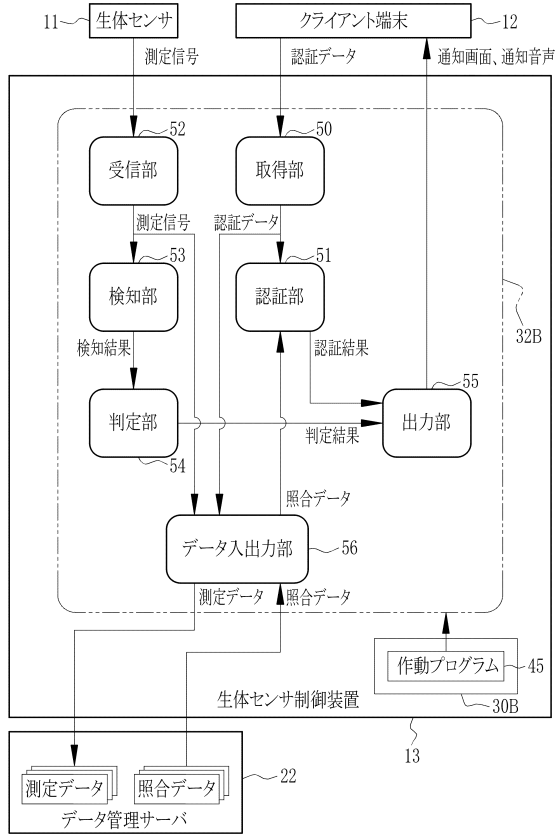 11
生体センサ
クライアント端末
12
測定信号
認証データ
通知画面、通知音声
52
50
受信部
取得部
測定信号
認証データ
53
51
検知部
認証部
32B
検知結果
認証結果
55
判定部
出力部
54
判定結果
照合データ
データ入出力部
56
測定データ
照合データ
作動プログラム
45
30B
生体センサ制御装置
13
測定データ
照合データ
22
データ管理サーバ